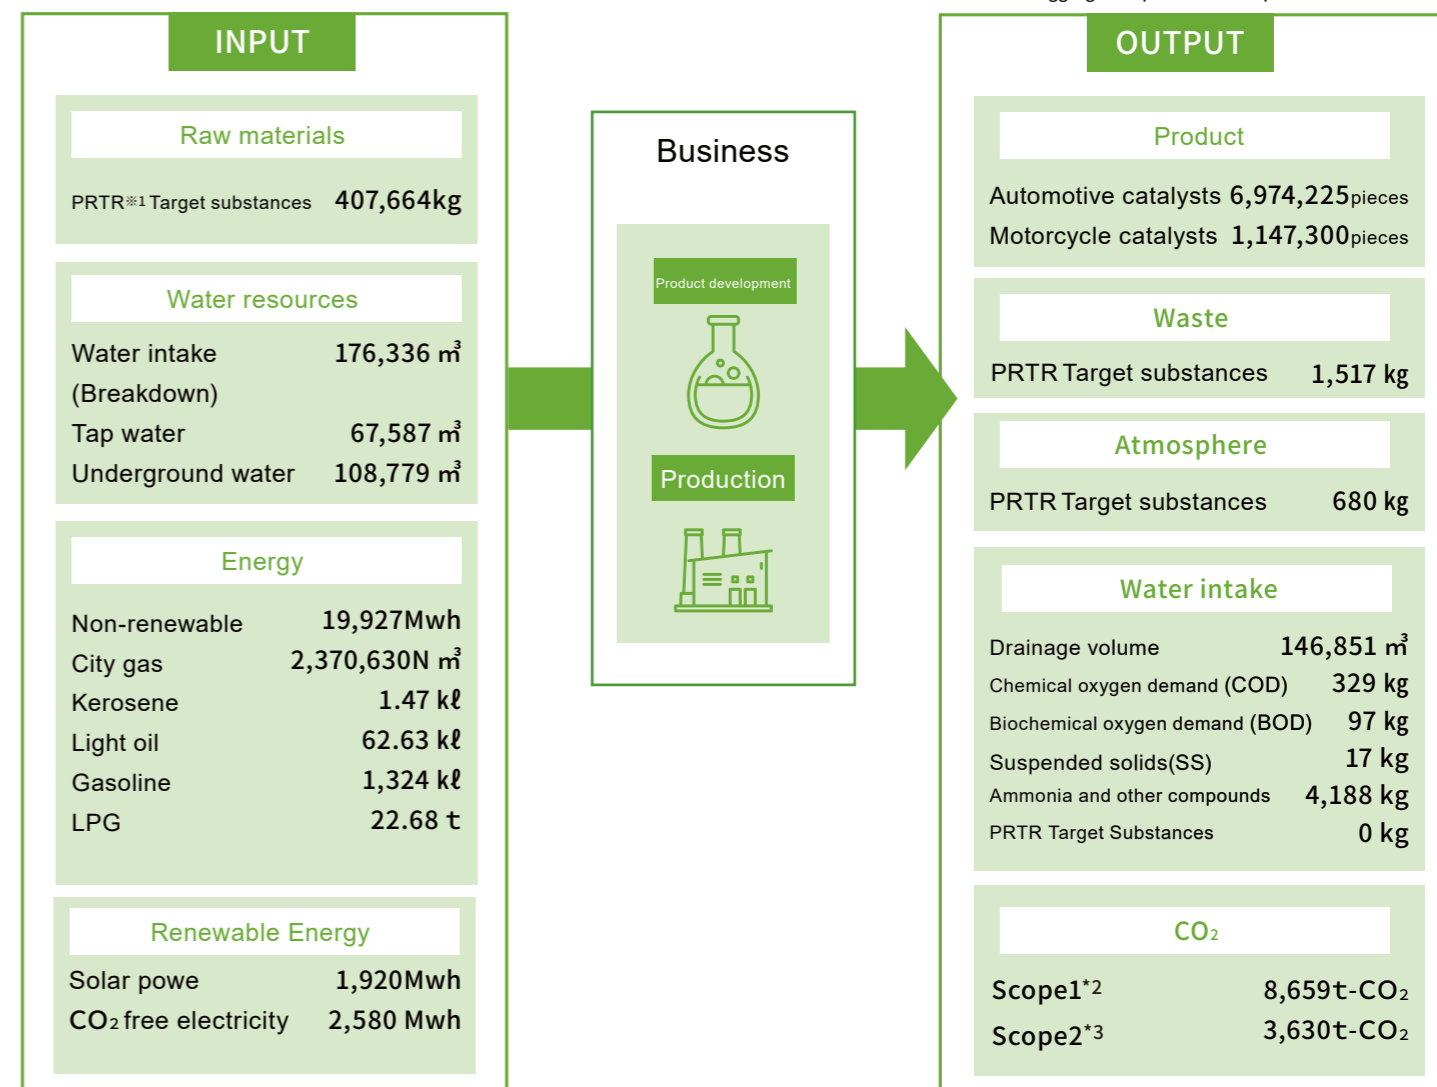 INPUT
Raw materials
PRTR※1 Target substances 407,664kg
Water resources
Water intake 176,336 ㎥
(Breakdown)
Tap water 67,587 ㎥
Underground water 108,779 ㎥
Energy
Non-renewable 19,927Mwh
City gas 2,370,630N ㎥
Kerosene 1.47 kℓ
Light oil 62.63 kℓ
Gasoline 1,324 kℓ
LPG 22.68 t
Renewable Energy
Solar powe 1,920Mwh
CO₂ free electricity 2,580 Mwh
Business
Product development
Production
OUTPUT
Product
Automotive catalysts 6,974,225pieces
Motorcycle catalysts 1,147,300pieces
Waste
PRTR Target substances 1,517 kg
Atmosphere
PRTR Target substances 680 kg
Water intake
Drainage volume 146,851 ㎥
Chemical oxygen demand (COD) 329 kg
Biochemical oxygen demand (BOD) 97 kg
Suspended solids(SS) 17 kg
Ammonia and other compounds 4,188 kg
PRTR Target Substances 0 kg
CO₂
Scope1*2 8,659t-CO₂
Scope2*3 3,630t-CO₂